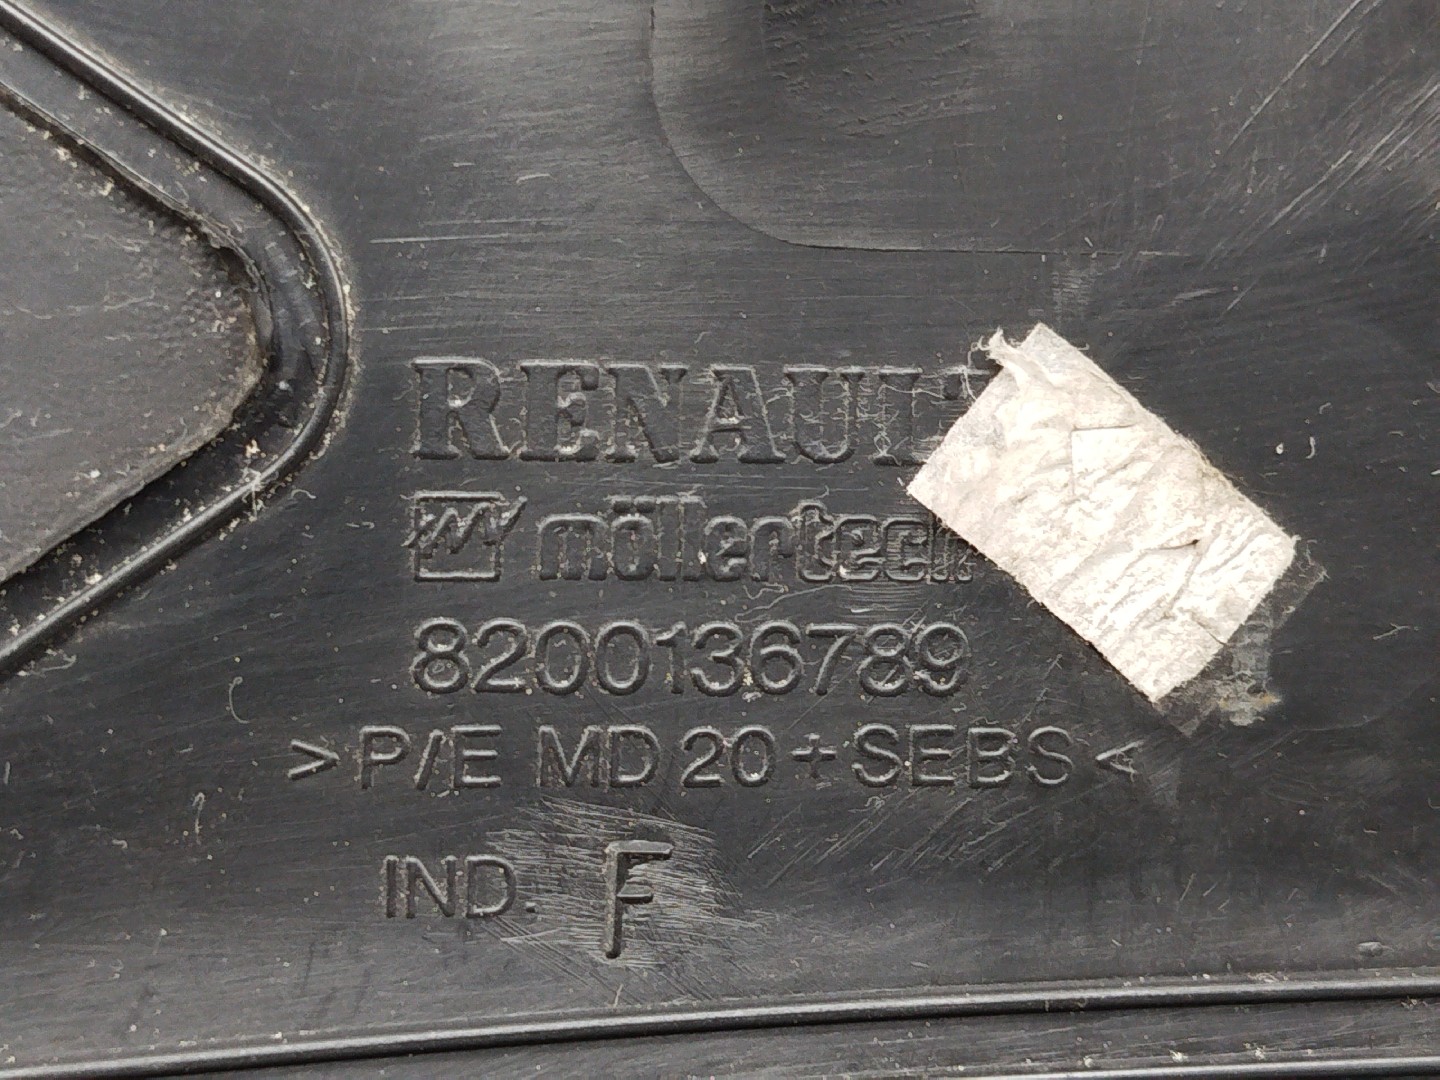 RENAULT
möllertech
8200136789
>P/E MD 20 + SEBS<
IND. F